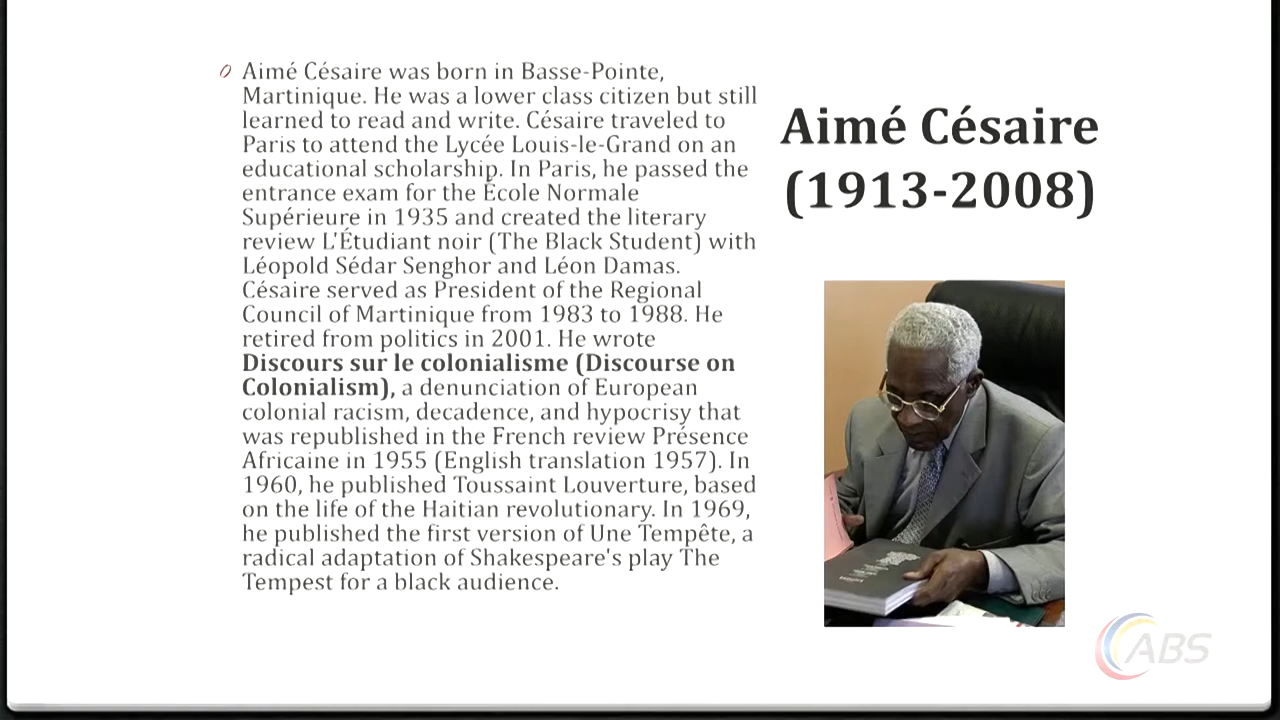 Aimé Césaire was born in Basse-Pointe,
Martinique. He was a lower class citizen but still
learned to read and write. Césaire traveled to
Paris to attend the Lycée Louis-le-Grand on an
educational scholarship. In Paris, he passed the
entrance exam for the École Normale
Supérieure in 1935 and created the literary
review L'Étudiant noir (The Black Student) with
Léopold Sédar Senghor and Léon Damas.
Césaire served as President of the Regional
Council of Martinique from 1983 to 1988. He
retired from politics in 2001. He wrote
Discours sur le colonialisme (Discourse on
Colonialism), a denunciation of European
colonial racism, decadence, and hypocrisy that
was republished in the French review Présence
Africaine in 1955 (English translation 1957). In
1960, he published Toussaint Louverture, based
on the life of the Haitian revolutionary. In 1969,
he published the first version of Une Tempête, a
radical adaptation of Shakespeare's play The
Tempest for a black audience.
Aimé Césaire
(1913-2008)
ABS